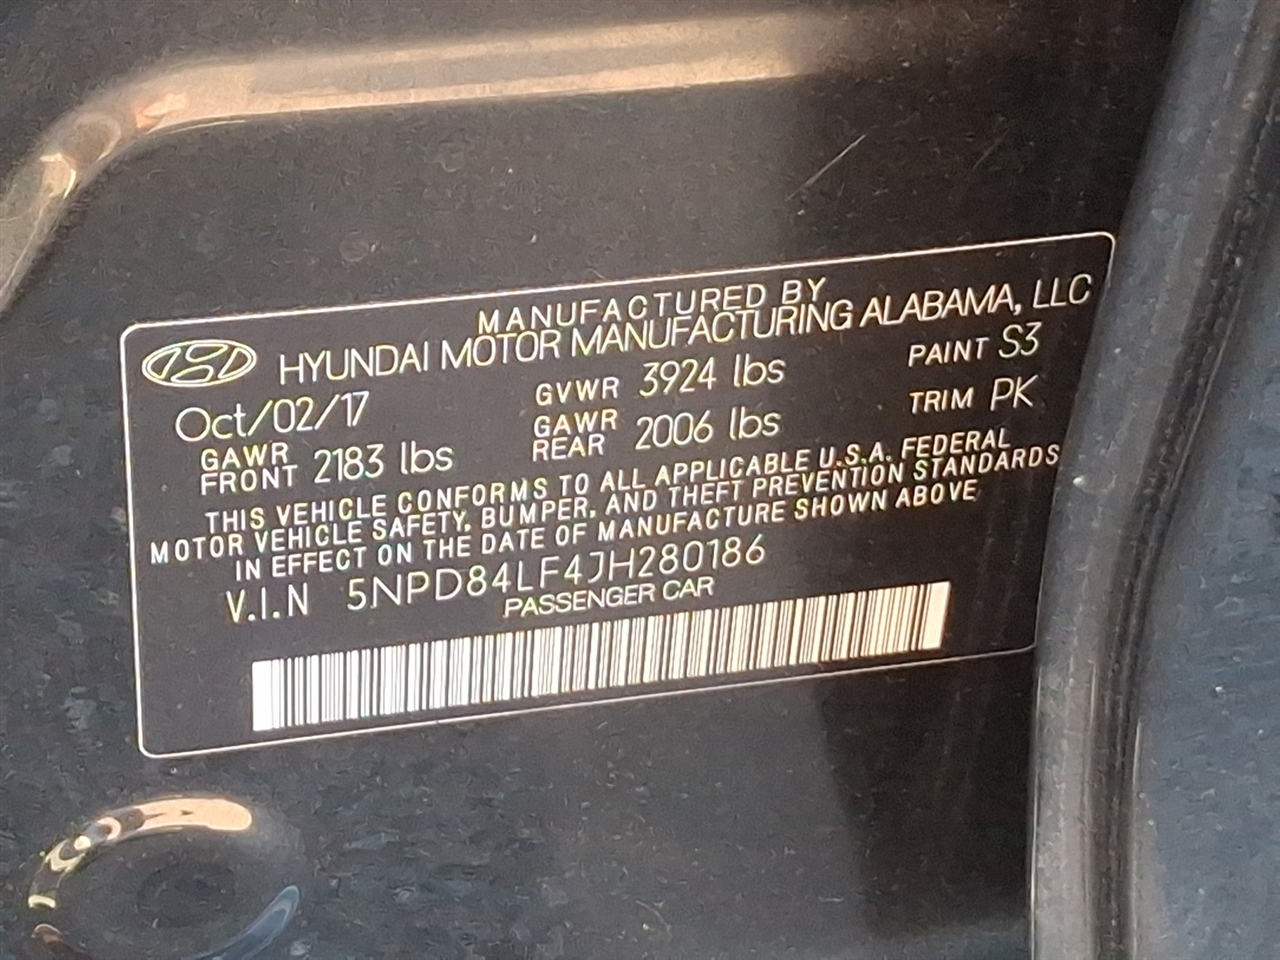 MANUFACTURED BY
HYUNDAI MOTOR MANUFACTURING ALABAMA, LLC
Oct/02/17 GVWR 3924 lbs PAINT S3
GAWR FRONT 2183 lbs GAWR REAR 2006 lbs TRIM PK
THIS VEHICLE CONFORMS TO ALL APPLICABLE U.S.A. FEDERAL
MOTOR VEHICLE SAFETY, BUMPER, AND THEFT PREVENTION STANDARDS
IN EFFECT ON THE DATE OF MANUFACTURE SHOWN ABOVE
V.I.N 5NPD84LF4JH280186
PASSENGER CAR